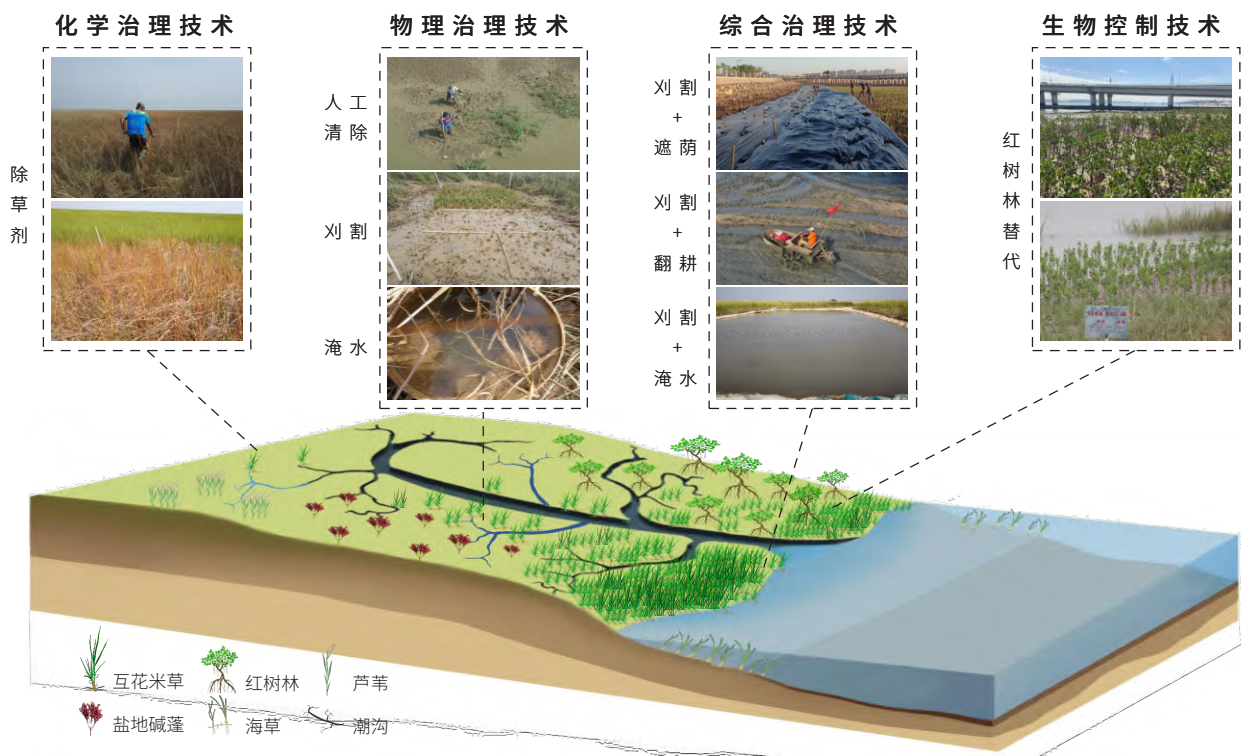 化学治理技术
物理治理技术
综合治理技术
生物控制技术
除草剂
人工
清除
刈割
淹水
刈割
+
遮荫
刈割
+
翻耕
刈割
+
淹水
红树林替代
互花米草
红树林
芦苇
盐地碱蓬
海草
潮沟